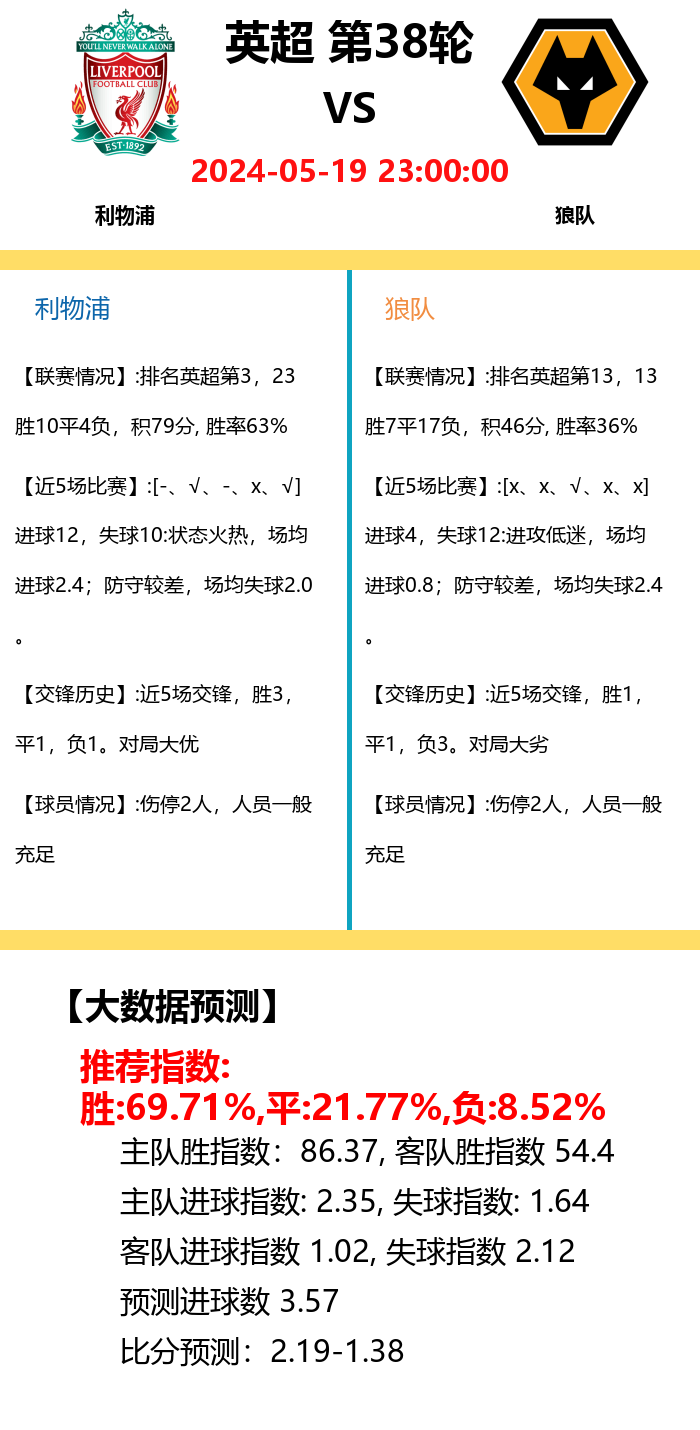 YOU'LL NEVER WALK ALONE
LIVERPOOL
FOOTBALL CLUB
EST·1892
英超 第38轮
VS
2024-05-19 23:00:00
利物浦
狼队
利物浦
【联赛情况】:排名英超第3，23
胜10平4负，积79分, 胜率63%
【近5场比赛】:[-、√、-、x、√]
进球12，失球10:状态火热，场均
进球2.4；防守较差，场均失球2.0
。
【交锋历史】:近5场交锋，胜3，
平1，负1。对局大优
【球员情况】:伤停2人，人员一般
充足
狼队
【联赛情况】:排名英超第13，13
胜7平17负，积46分, 胜率36%
【近5场比赛】:[x、x、√、x、x]
进球4，失球12:进攻低迷，场均
进球0.8；防守较差，场均失球2.4
。
【交锋历史】:近5场交锋，胜1，
平1，负3。对局大劣
【球员情况】:伤停2人，人员一般
充足
【大数据预测】
推荐指数:
胜:69.71%,平:21.77%,负:8.52%
主队胜指数：86.37, 客队胜指数 54.4
主队进球指数: 2.35, 失球指数: 1.64
客队进球指数 1.02, 失球指数 2.12
预测进球数 3.57
比分预测：2.19-1.38